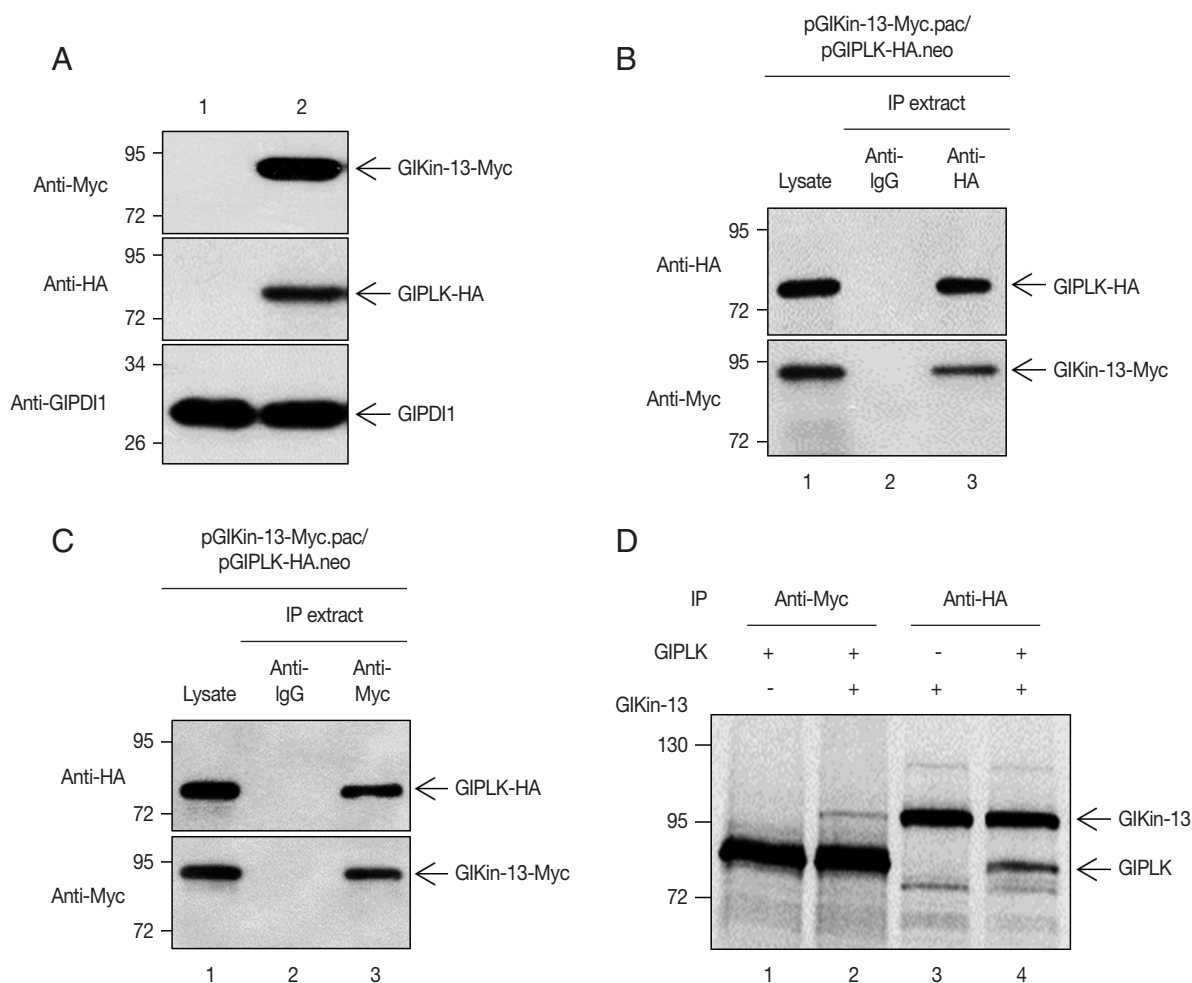 A
1 2
Anti-Myc
95
72
GIKin-13-Myc
Anti-HA
95
72
GIPLK-HA
Anti-GIPDI1
34
26
GIPDI1
B
pGIKin-13-Myc.pac/
pGIPLK-HA.neo
IP extract
Lysate
Anti-
IgG
Anti-
HA
Anti-HA
95
72
GIPLK-HA
Anti-Myc
95
72
GIKin-13-Myc
1 2 3
C
pGIKin-13-Myc.pac/
pGIPLK-HA.neo
IP extract
Lysate
Anti-
IgG
Anti-
Myc
Anti-HA
95
72
GIPLK-HA
Anti-Myc
95
72
GIKin-13-Myc
1 2 3
D
IP Anti-Myc Anti-HA
GIPLK + + - +
GIKin-13 - + + +
130
95
72
GIKin-13
GIPLK
1 2 3 4